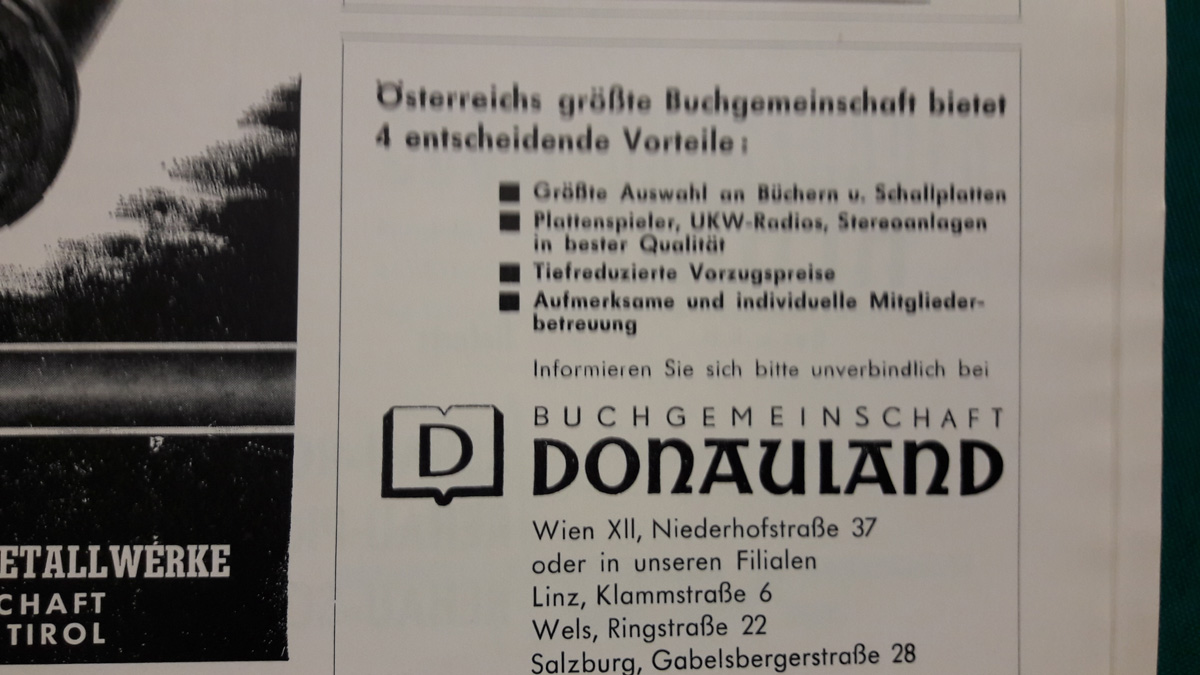 Österreichs größte Buchgemeinschaft bietet
4 entscheidende Vorteile:
Größte Auswahl an Büchern u. Schallplatten
Plattenspieler, UKW-Radios, Stereoanlagen
in bester Qualität
Tiefreduzierte Vorzugspreise
Aufmerksame und individuelle Mitglieder-
betreuung
Informieren Sie sich bitte unverbindlich bei
D
BUCHGEMEINSCHAFT
DONAULAND
Wien XII, Niederhofstraße 37
oder in unseren Filialen
Linz, Klammstraße 6
Wels, Ringstraße 22
Salzburg, Gabelsbergerstraße 28
ETALLWERKE
CHAFT
TIROL